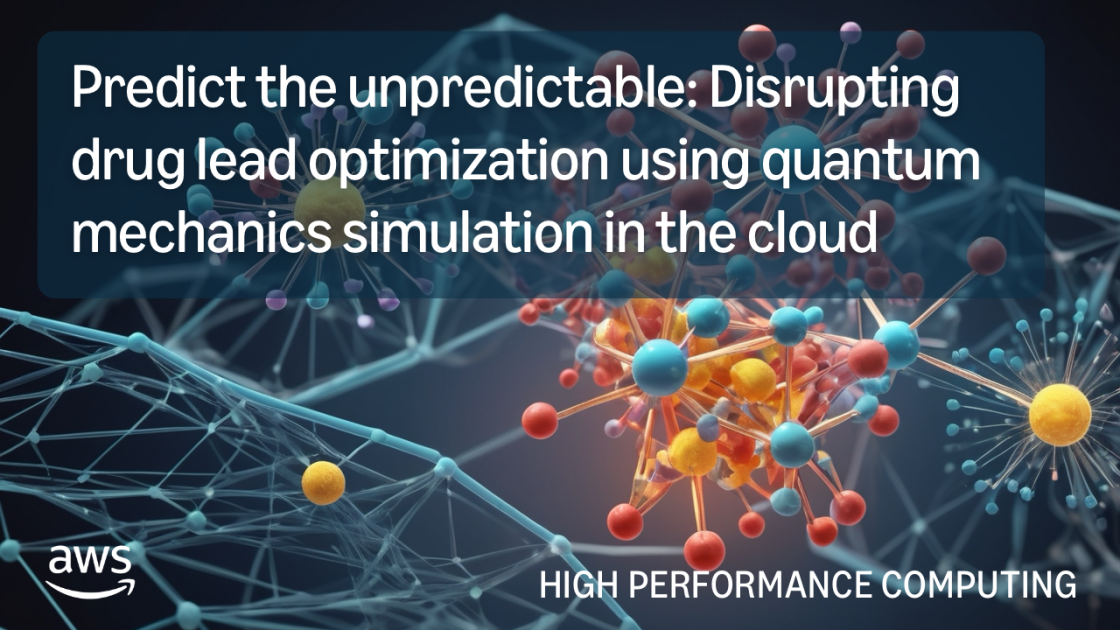 Predict the unpredictable: Disrupting
drug lead optimization using quantum
mechanics simulation in the cloud
aws
HIGH PERFORMANCE COMPUTING